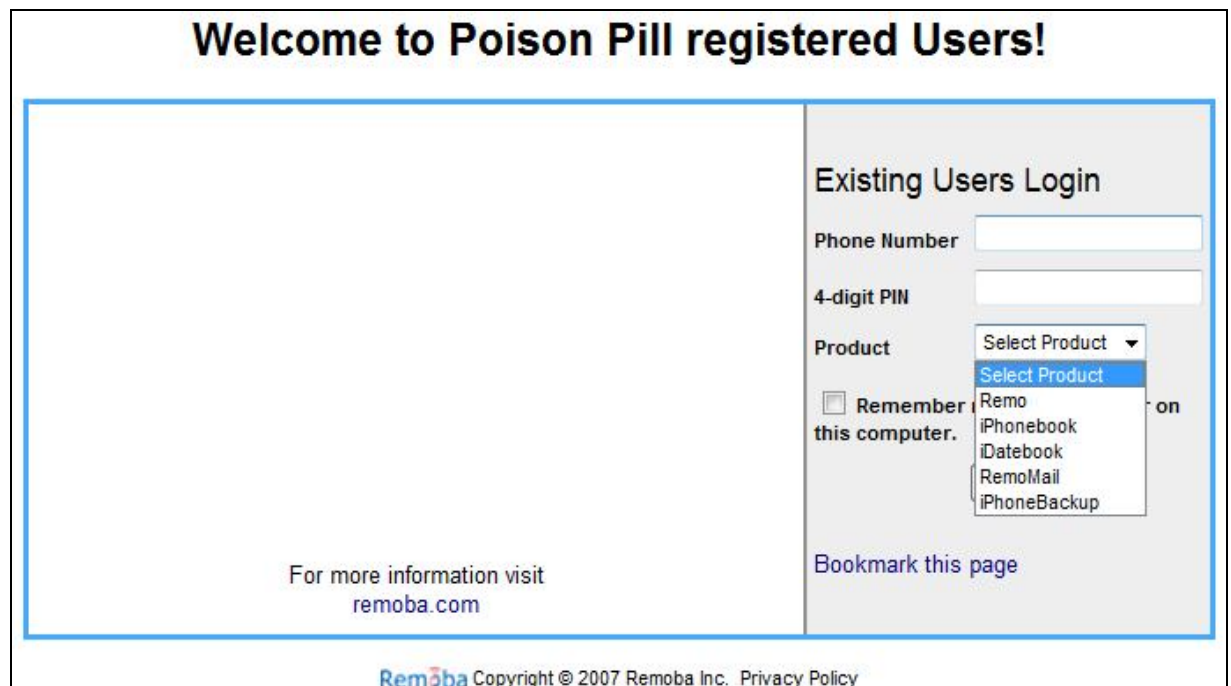 Welcome to Poison Pill registered Users!
Existing Users Login
Phone Number
4-digit PIN
Product
Select Product
Select Product
Remo
iPhonebook
iDatebook
RemoMail
iPhoneBackup
Remember on
this computer.
Bookmark this page
For more information visit
remoba.com
Remoba Copyright © 2007 Remoba Inc. Privacy Policy